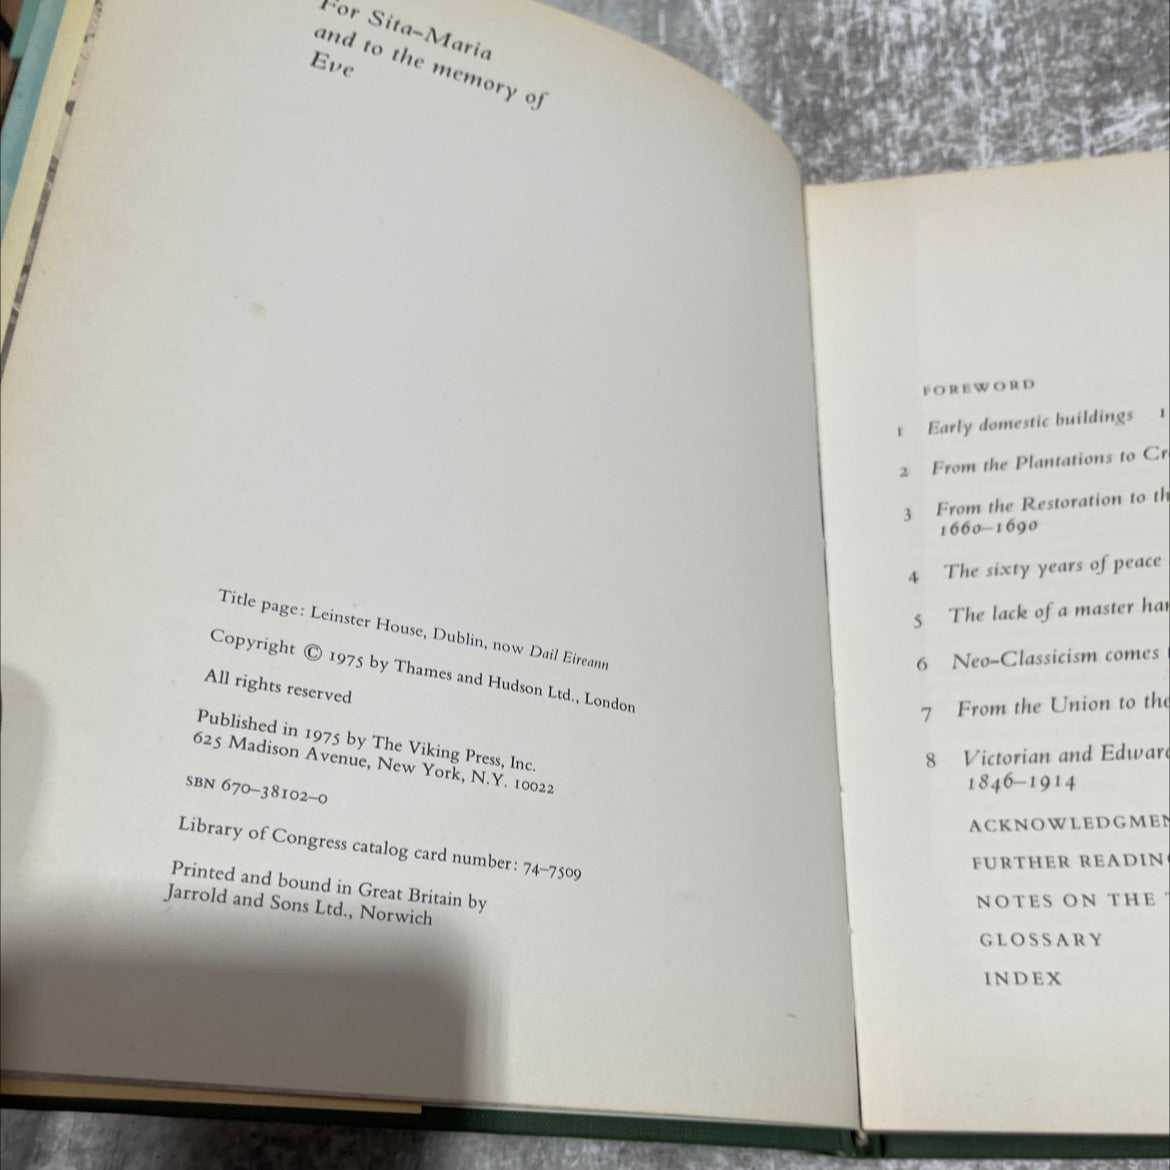 For Sita-Maria
and to the memory of
Eve
Title page: Leinster House, Dublin, now Dail Eireann
Copyright © 1975 by Thames and Hudson Ltd., London
All rights reserved
Published in 1975 by The Viking Press, Inc.
625 Madison Avenue, New York, N.Y. 10022
SBN 670–38102–0
Library of Congress catalog card number: 74–7509
Printed and bound in Great Britain by
Jarrold and Sons Ltd., Norwich
FOREWORD
1 Early domestic buildings 1
2 From the Plantations to
3 From the Restoration to
1660–1690
4 The sixty years of peace
5 The lack of a master
6 Neo-Classicism comes
7 From the Union to the
8 Victorian and
1846–1914
FURTHER
NOTES ON THE
GLOSSARY
INDEX